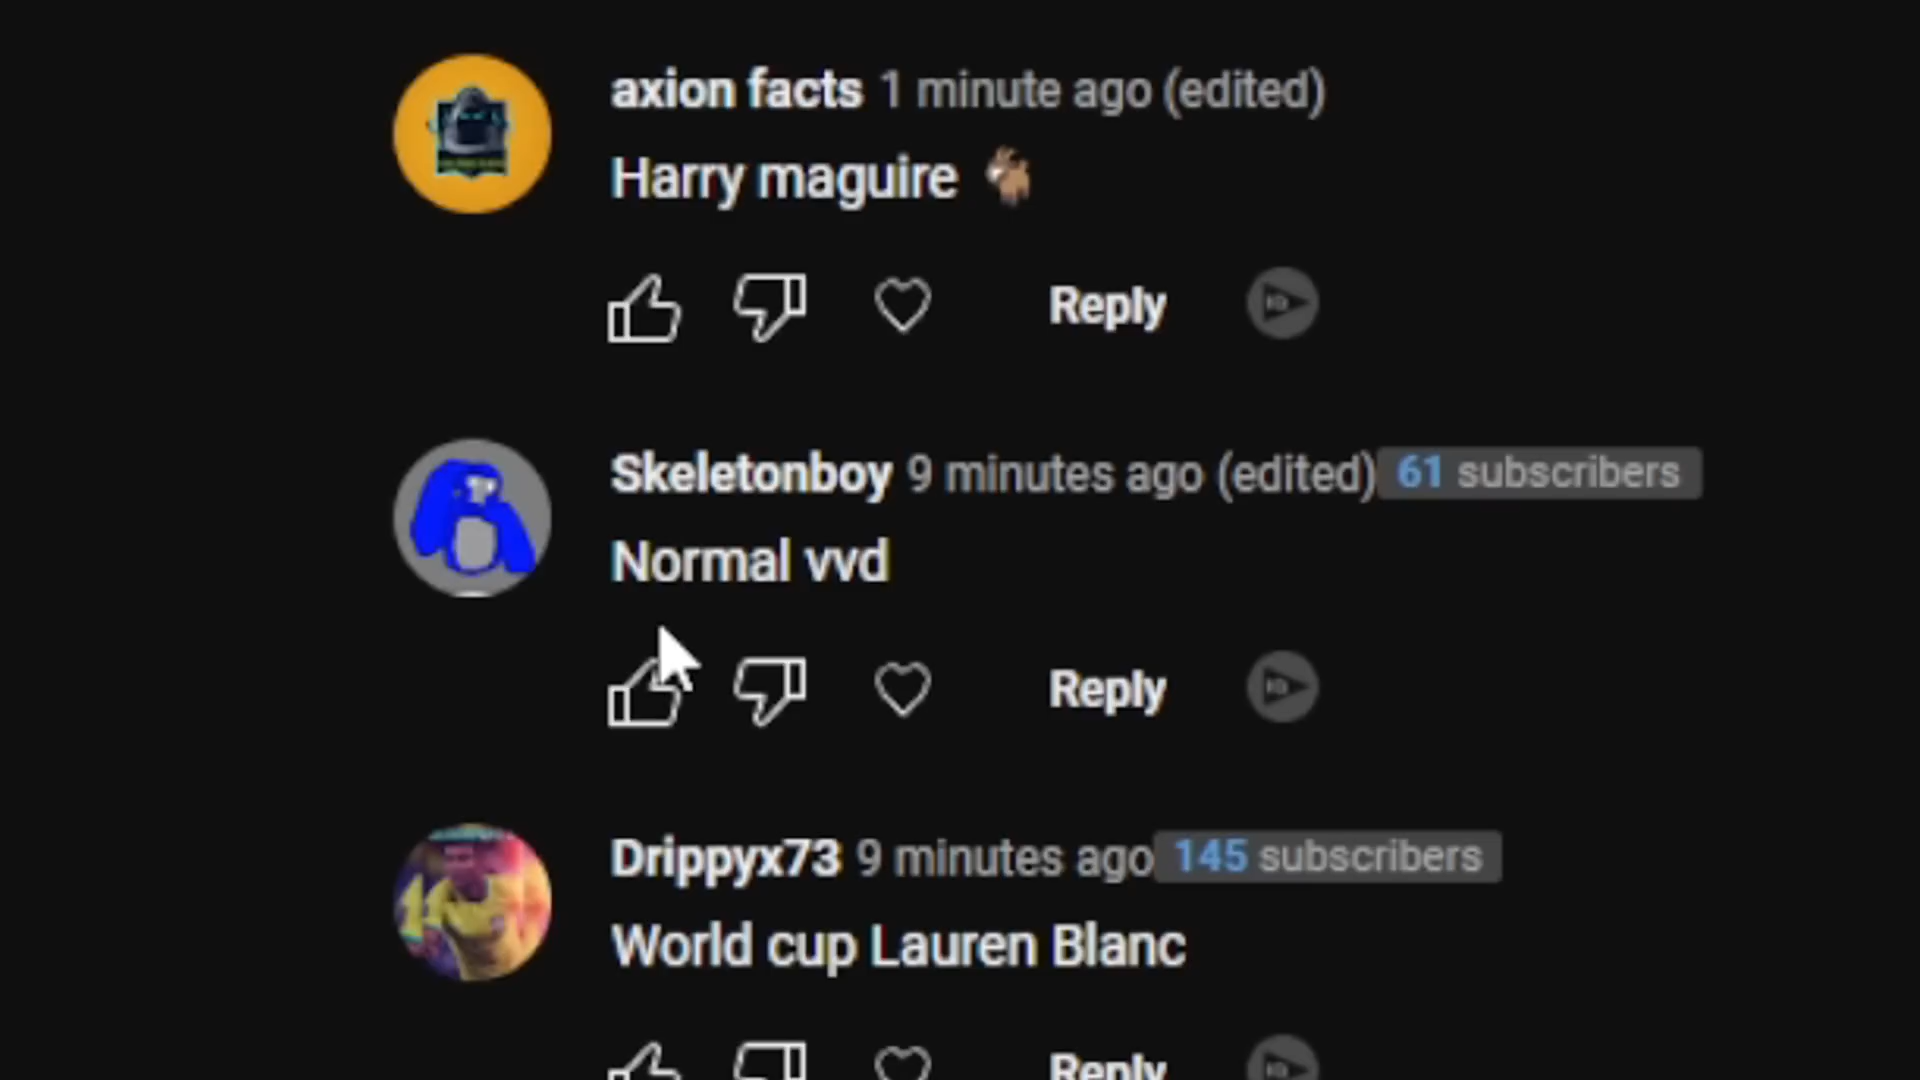 axion facts 1 minute ago (edited)
Harry maguire 🐐
Reply
Skeletonboy 9 minutes ago (edited) 61 subscribers
Normal vvd
Reply
Drippyx73 9 minutes ago 145 subscribers
World cup Lauren Blanc
Reply